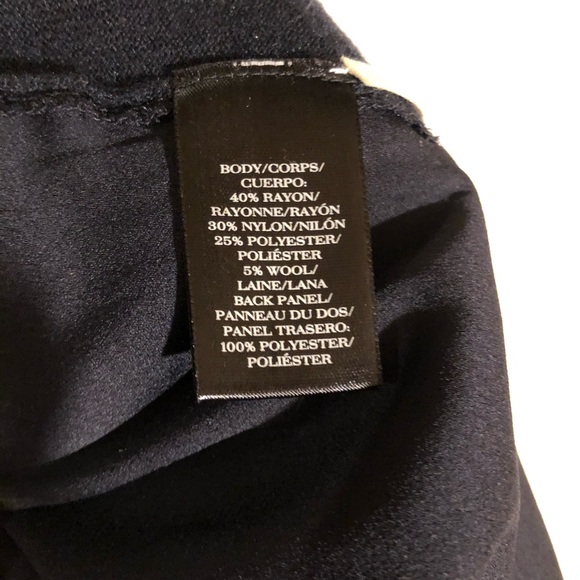 BODY/CORPS/
CUERPO:
40% RAYON/
RAYONNE/RAYÓN
30% NYLON/NILÓN
25% POLYESTER/
POLIÉSTER
5% WOOL/
LAINE/LANA
BACK PANEL/
PANNEAU DU DOS/
PANEL TRASERO:
100% POLYESTER/
POLIÉSTER